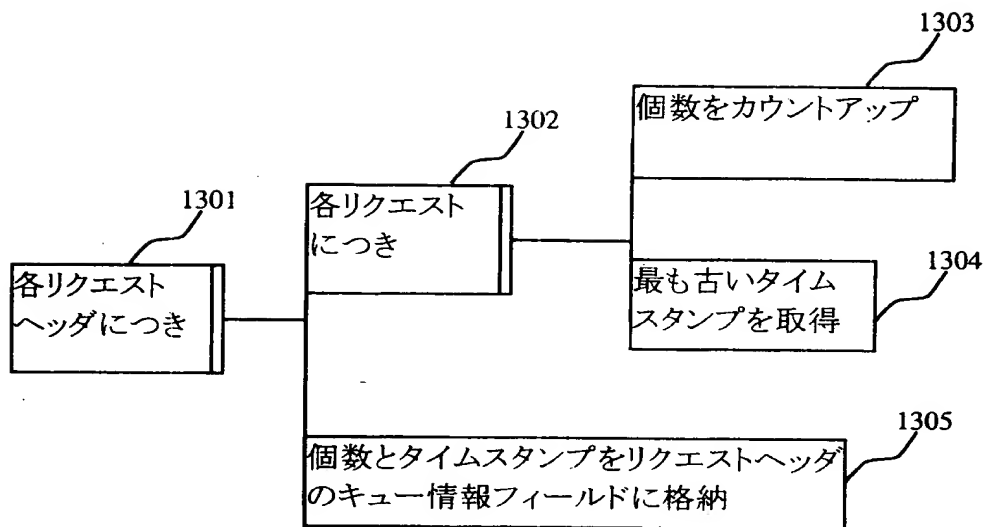 1303
個数をカウントアップ
1302
各リクエスト
につき
1301
各リクエスト
ヘッダにつき
1304
最も古いタイム
スタンプを取得
1305
個数とタイムスタンプをリクエストヘッダ
のキュー情報フィールドに格納